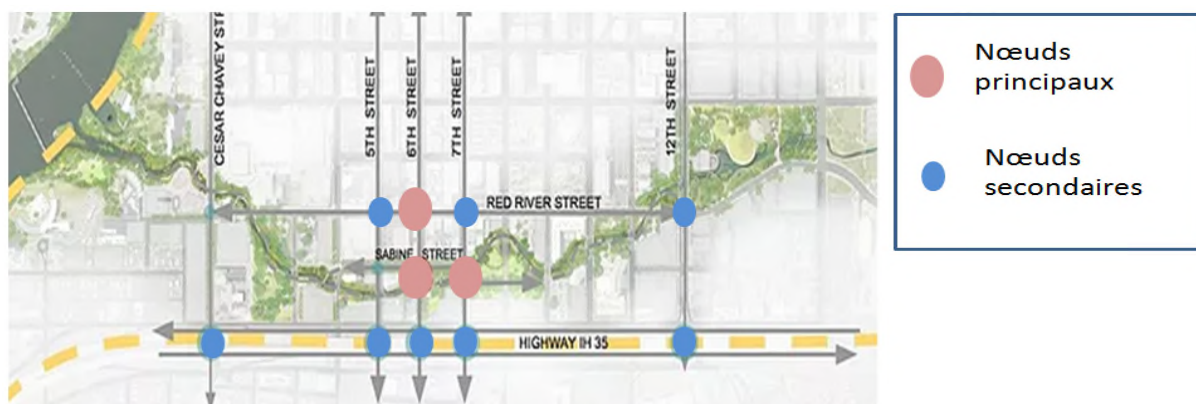 CESAR CHAVEY STR
5TH STREET
6TH STREET
7TH STREET
12TH STREET
RED RIVER STREET
SABINE STREET
HIGHWAY IH 35
Nœuds
principaux
Nœuds
secondaires